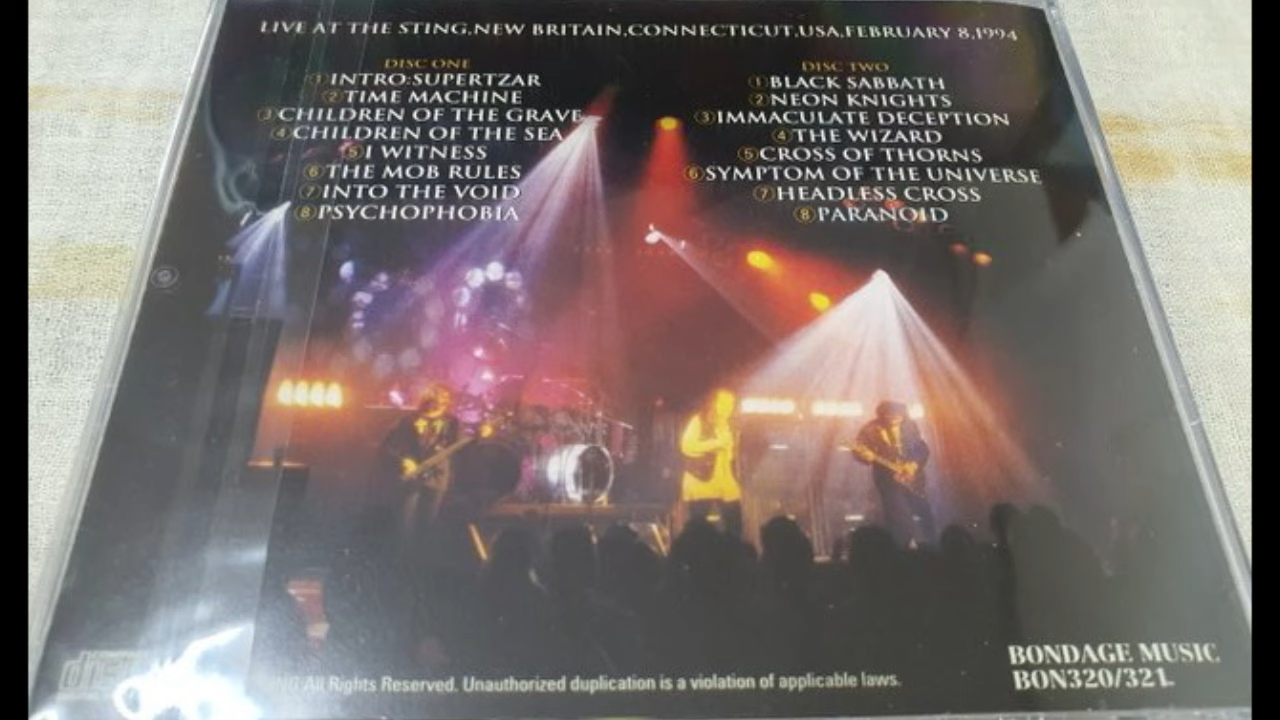 LIVE AT THE STING,NEW BRITAIN,CONNECTICUT,USA,FEBRUARY 8,1994
DISC ONE
①INTRO:SUPERTZAR
②TIME MACHINE
③CHILDREN OF THE GRAVE
④CHILDREN OF THE SEA
⑤I WITNESS
⑥THE MOB RULES
⑦INTO THE VOID
⑧PSYCHOPHOBIA
DISC TWO
①BLACK SABBATH
②NEON KNIGHTS
③IMMACULATE DECEPTION
④THE WIZARD
⑤CROSS OF THORNS
⑥SYMPTOM OF THE UNIVERSE
⑦HEADLESS CROSS
⑧PARANOID
All Rights Reserved. Unauthorized duplication is a violation of applicable laws.
BONDAGE MUSIC
BON320/321